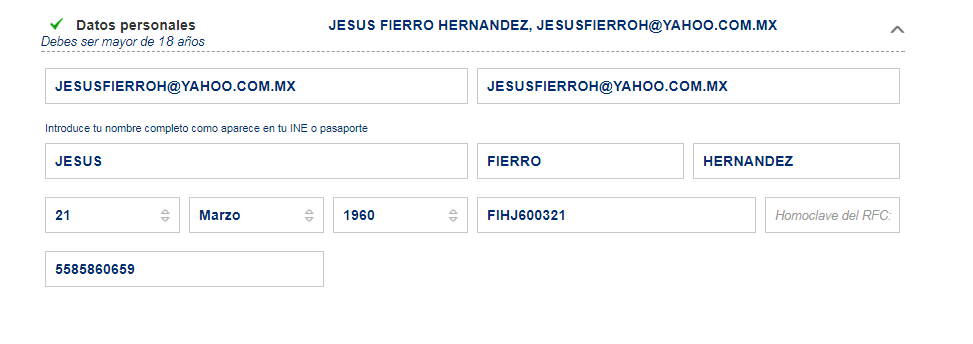 Datos personales JESUS FIERRO HERNANDEZ, JESUSFIERROH@YAHOO.COM.MX
Debes ser mayor de 18 años
JESUSFIERROH@YAHOO.COM.MX JESUSFIERROH@YAHOO.COM.MX
Introduce tu nombre completo como aparece en tu INE o pasaporte
JESUS FIERRO HERNANDEZ
21 Marzo 1960 FIHJ600321 Homoclave del RFC:
5585860659